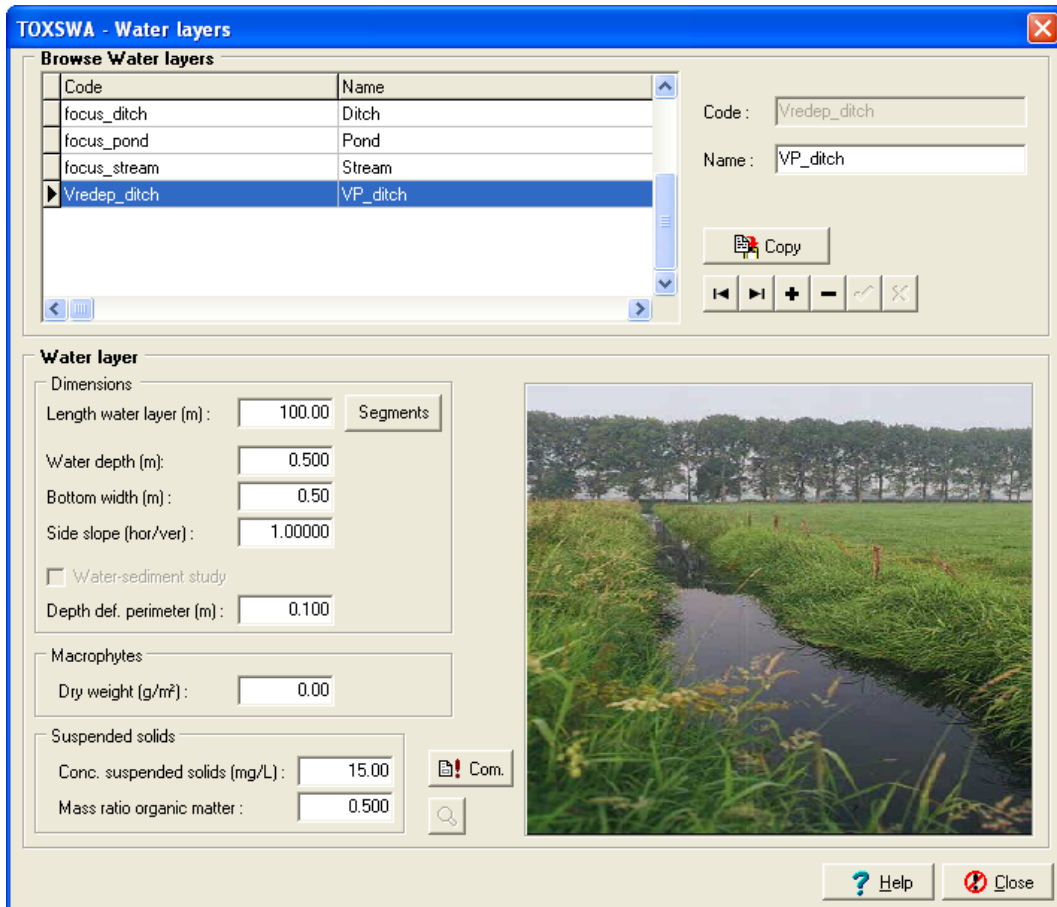 TOXSWA - Water layers
Browse Water layers
Code Name
focus_ditch Ditch
focus_pond Pond
focus_stream Stream
Vredep_ditch VP_ditch
Code : Vredep_ditch
Name : VP_ditch
Copy
Water layer
Dimensions
Length water layer (m) : 100.00 Segments
Water depth (m): 0.500
Bottom width (m) : 0.50
Side slope (hor/ver) : 1.00000
Water-sediment study
Depth def. perimeter (m) : 0.100
Macrophytes
Dry weight (g/m²) : 0.00
Suspended solids
Conc. suspended solids (mg/L) : 15.00
Com.
Mass ratio organic matter : 0.500
Help Close